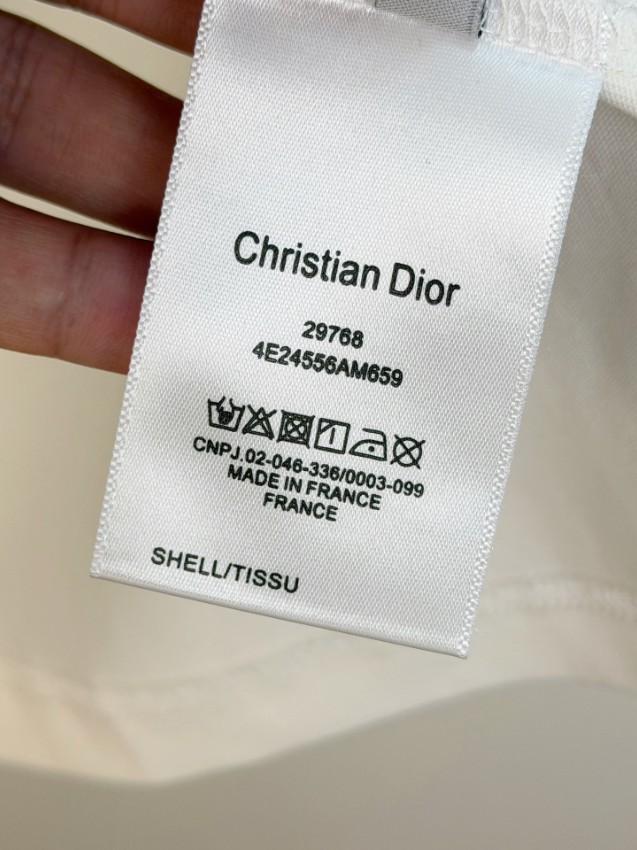 Christian Dior
29768
4E24556AM659
CNPJ.02-046-336/0003-099
MADE IN FRANCE
FRANCE
SHELL/TISSU